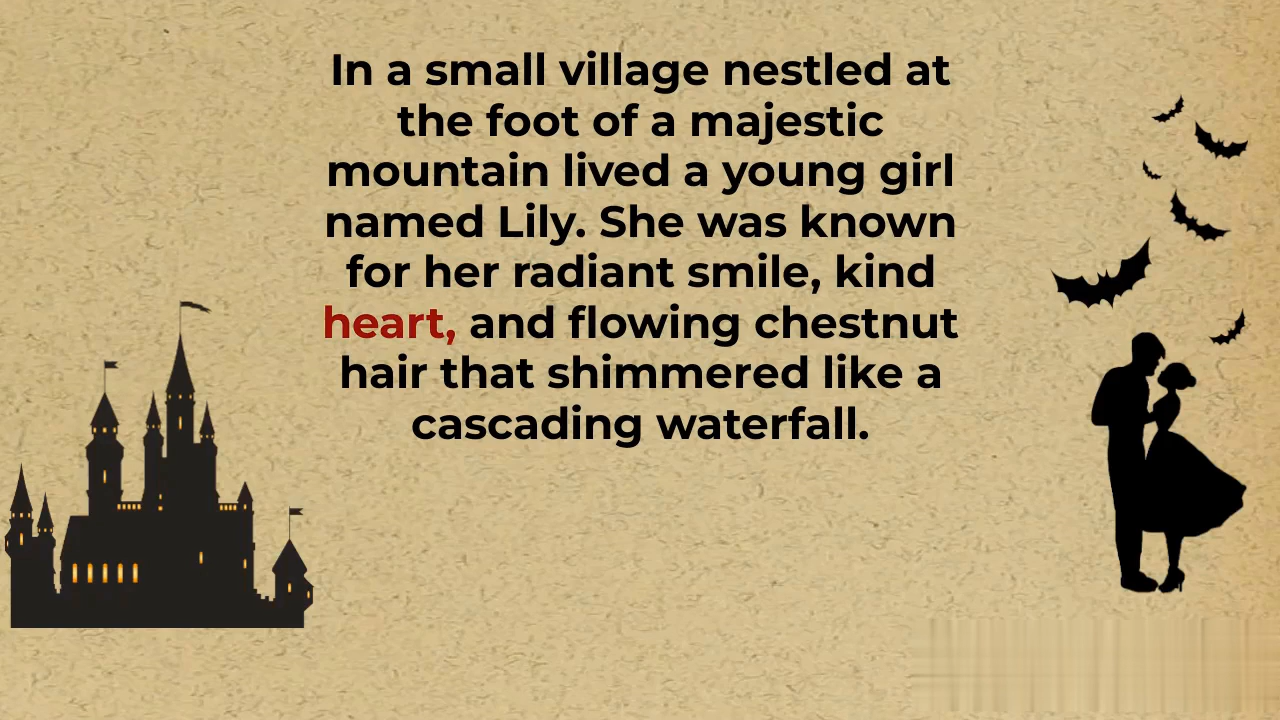 In a small village nestled at
the foot of a majestic
mountain lived a young girl
named Lily. She was known
for her radiant smile, kind
heart, and flowing chestnut
hair that shimmered like a
cascading waterfall.